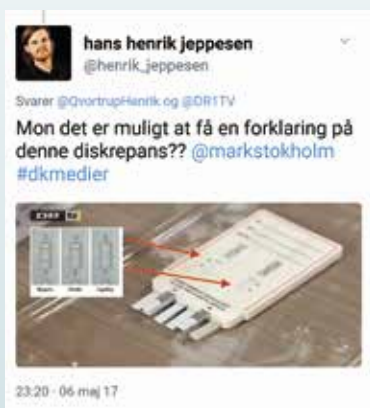 hans henrik jeppesen
@henrik_jeppesen
Svarer @QvortrupHenrik og @DR1TV
Mon det er muligt at få en forklaring på
denne diskrepans?? @markstokholm
#dkmedier
23:20 · 06 maj 17